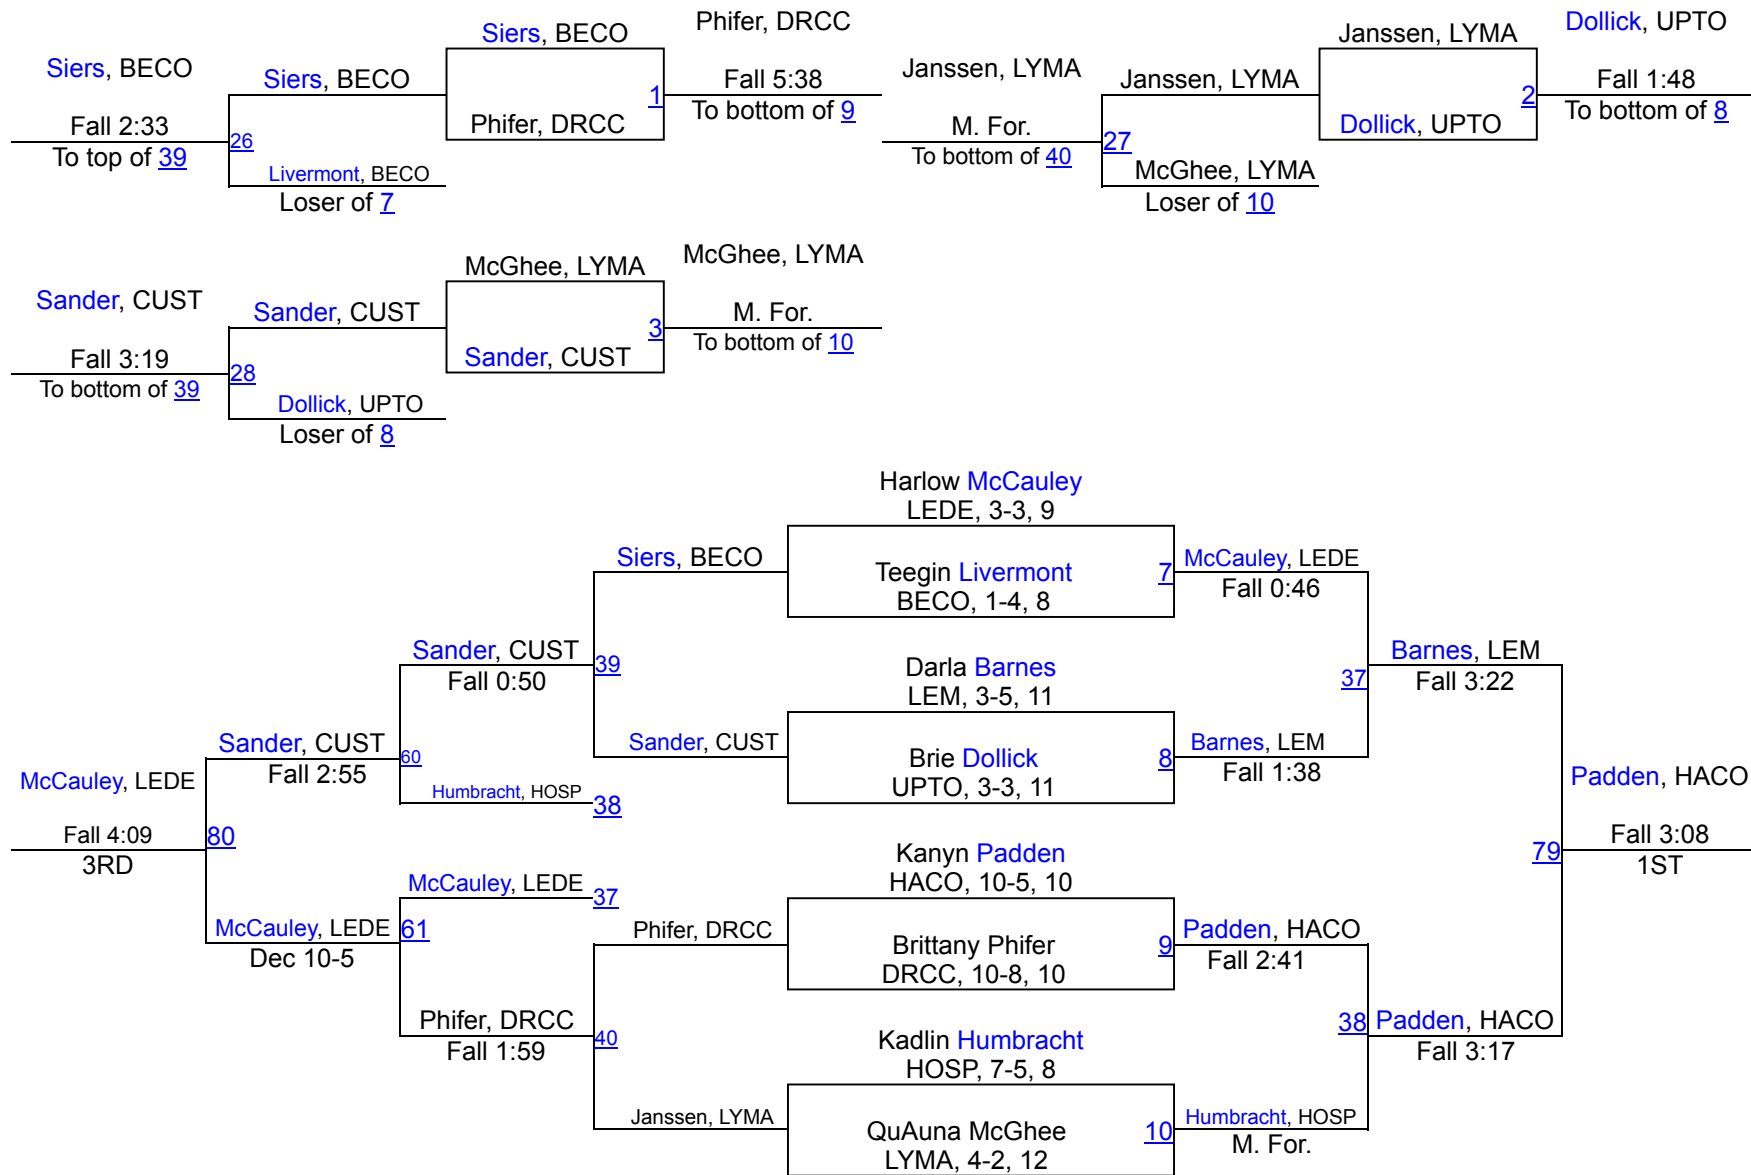 Siers, BECO
Fall 2:33
To top of 39
Siers, BECO
26
Livermont, BECO
Loser of 7
Siers, BECO
Phifer, DRCC
1
Phifer, DRCC
Fall 5:38
To bottom of 9
Janssen, LYMA
M. For.
To bottom of 40
Janssen, LYMA
27
McGhee, LYMA
Loser of 10
Janssen, LYMA
Dollick, UPTO
2
Dollick, UPTO
Fall 1:48
To bottom of 8
Sander, CUST
Fall 3:19
To bottom of 39
Sander, CUST
28
Dollick, UPTO
Loser of 8
McGhee, LYMA
Sander, CUST
3
McGhee, LYMA
M. For.
To bottom of 10
Harlow McCauley
LEDE, 3-3, 9
Teegin Livermont
BECO, 1-4, 8
7
McCauley, LEDE
Fall 0:46
Darla Barnes
LEM, 3-5, 11
Brie Dollick
UPTO, 3-3, 11
8
Barnes, LEM
Fall 1:38
Kanyn Padden
HACO, 10-5, 10
Brittany Phifer
DRCC, 10-8, 10
9
Padden, HACO
Fall 2:41
Kadlin Humbracht
HOSP, 7-5, 8
QuAuna McGhee
LYMA, 4-2, 12
10
Humbracht, HOSP
M. For.
37
Barnes, LEM
Fall 3:22
38
Padden, HACO
Fall 3:17
79
Padden, HACO
Fall 3:08
1ST
Siers, BECO
39
Sander, CUST
Sander, CUST
Fall 0:50
60
Humbracht, HOSP
38
Sander, CUST
Fall 2:55
Phifer, DRCC
40
Janssen, LYMA
McCauley, LEDE
37
61
Phifer, DRCC
Fall 1:59
McCauley, LEDE
Dec 10-5
80
McCauley, LEDE
Fall 4:09
3RD